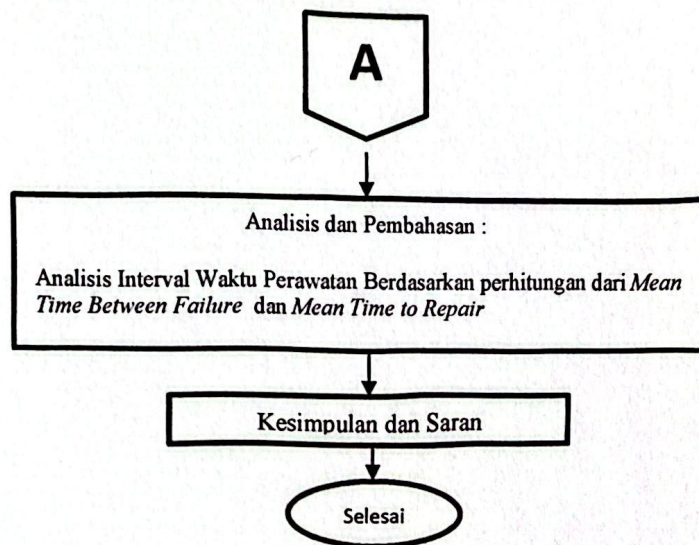 A
Analisis dan Pembahasan :
Analisis Interval Waktu Perawatan Berdasarkan perhitungan dari Mean
Time Between Failure dan Mean Time to Repair
Kesimpulan dan Saran
Selesai